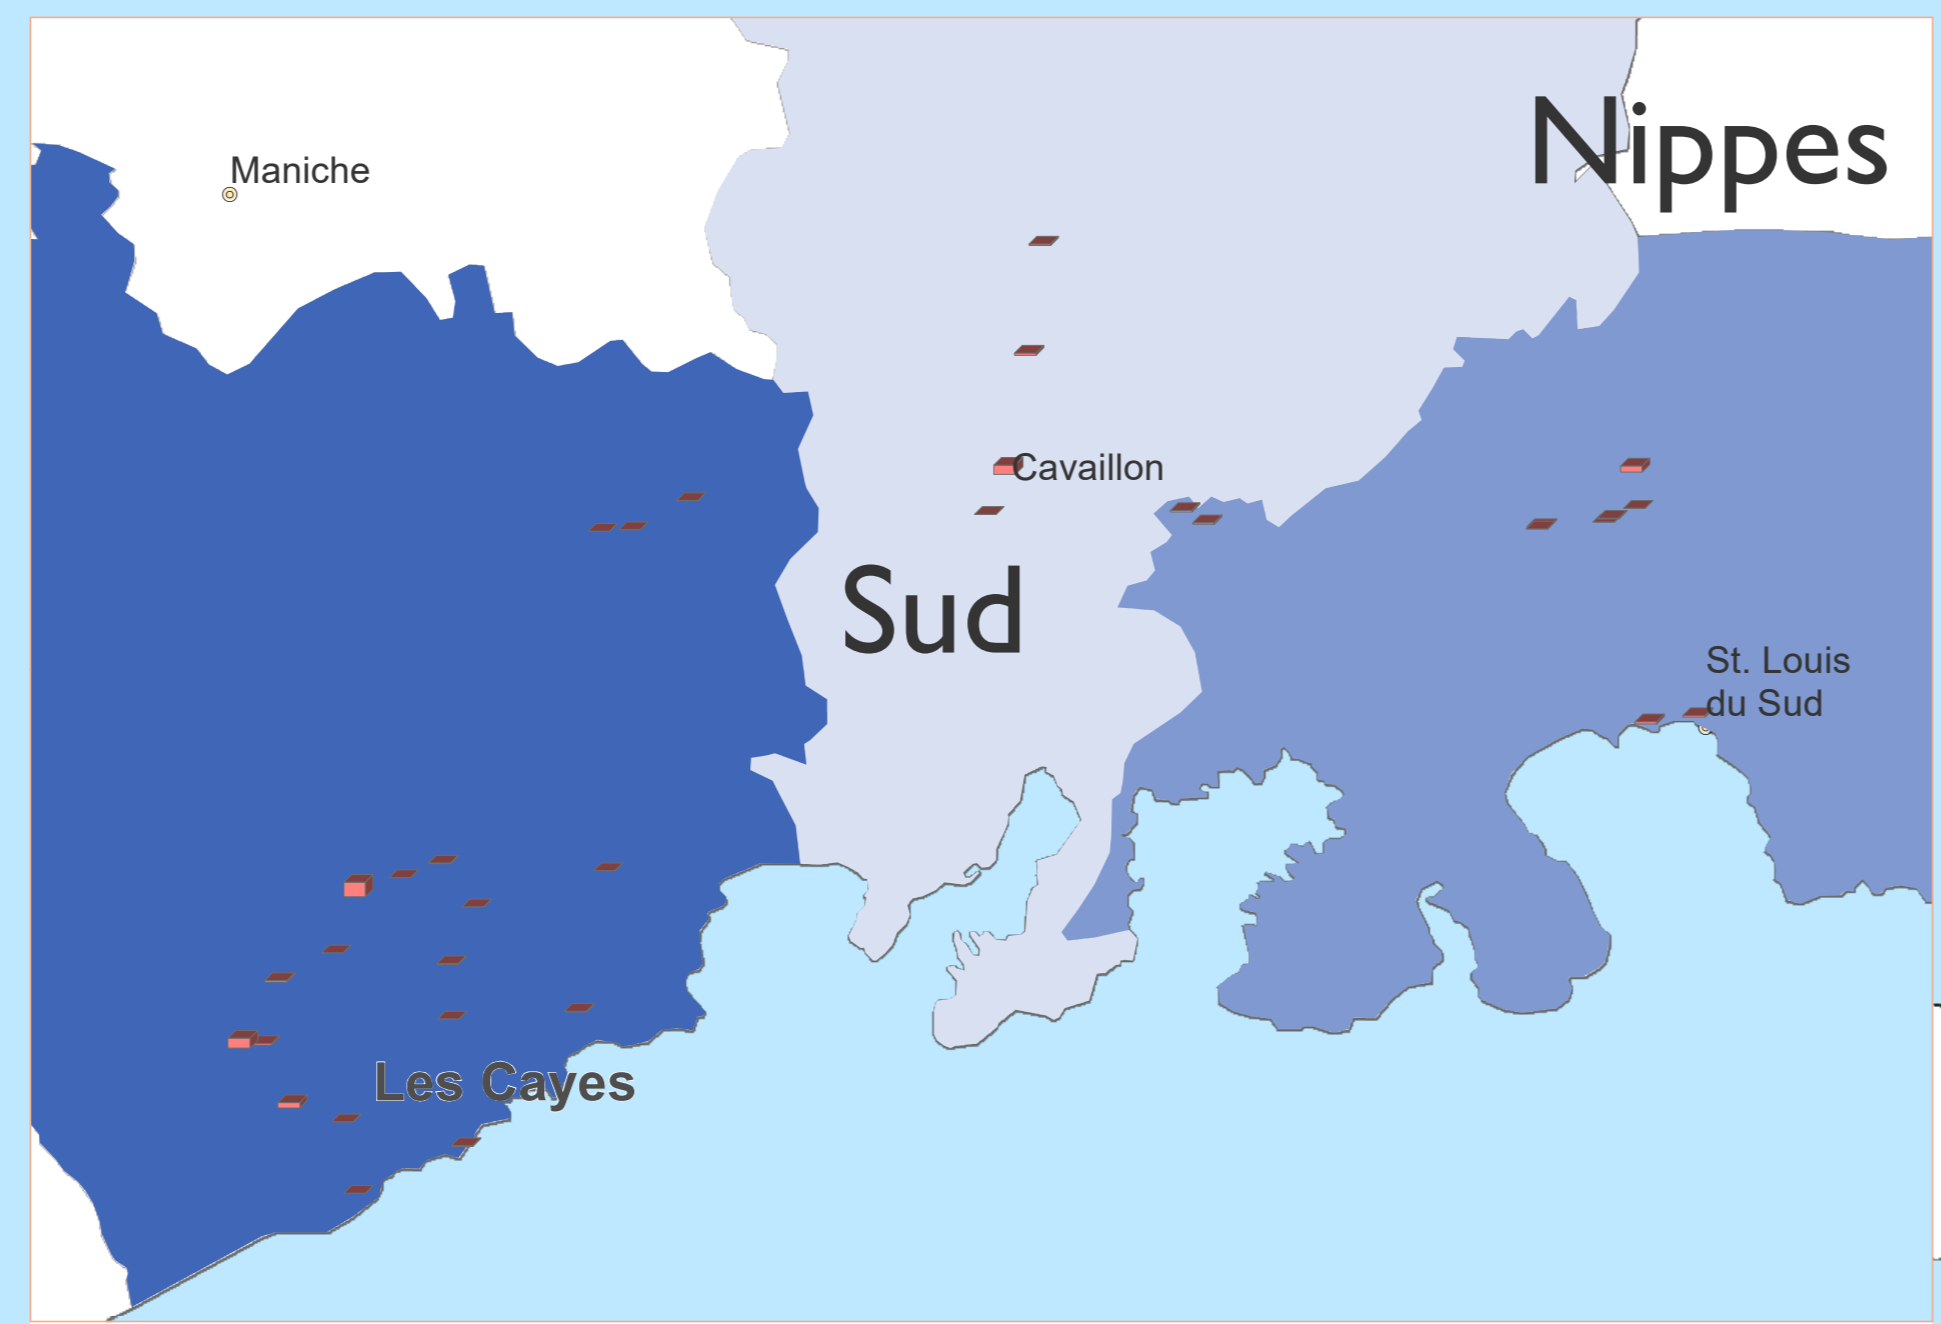 Nippes
Maniche
Cavaillon
Sud
St. Louis
du Sud
Les Cayes